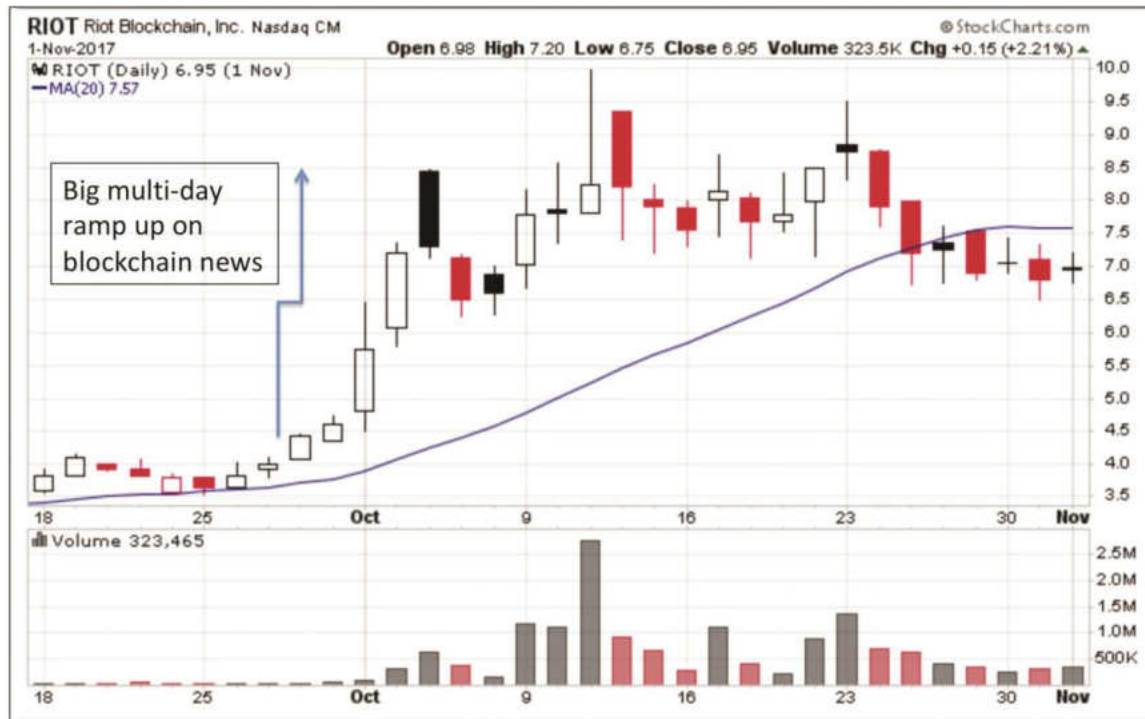 RIOT Riot Blockchain, Inc. Nasdaq CM © StockCharts.com
1-Nov-2017 Open 6.98 High 7.20 Low 6.75 Close 6.95 Volume 323.5K Chg +0.15 (+2.21%)
RIOT (Daily) 6.95 (1 Nov)
MA(20) 7.57
Big multi-day
ramp up on
blockchain news
10.0
9.5
9.0
8.5
8.0
7.5
7.0
6.5
6.0
5.5
5.0
4.5
4.0
3.5
18 25 Oct 9 16 23 30 Nov
Volume 323,465
2.5M
2.0M
1.5M
1.0M
500K
18 25 Oct 9 16 23 30 Nov